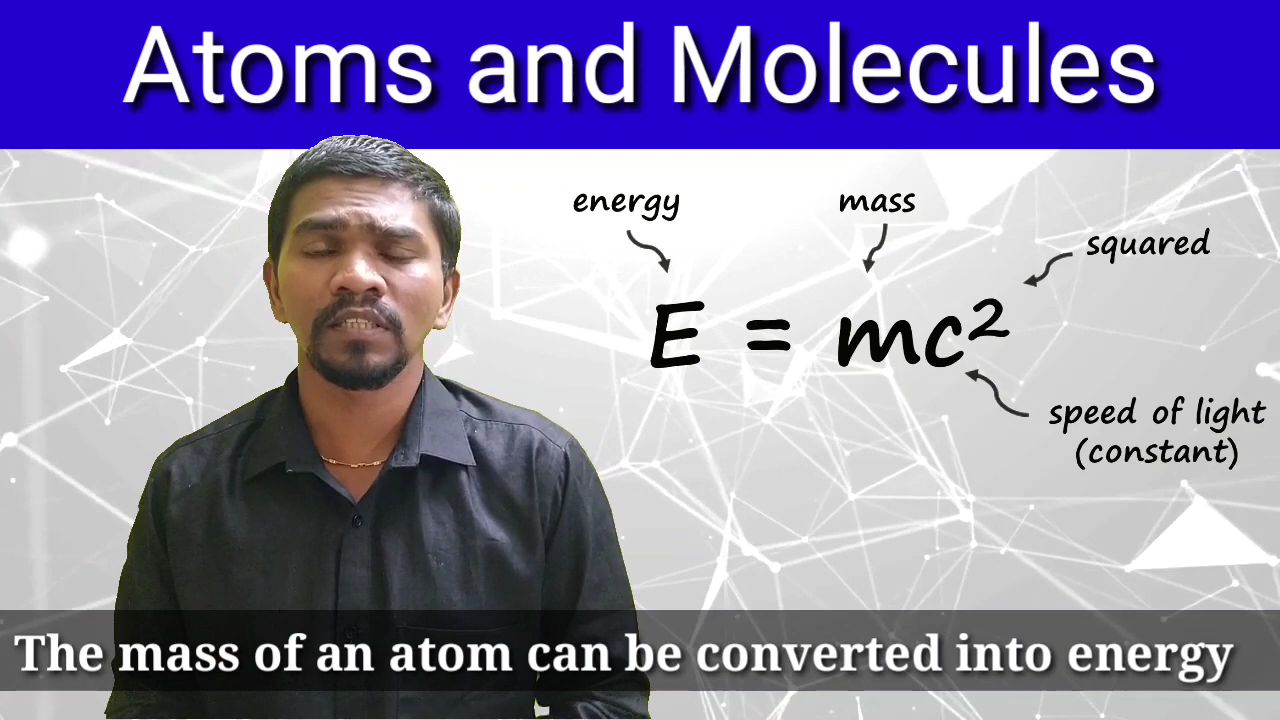 Atoms and Molecules
energy
mass
squared
E = mc²
speed of light
(constant)
The mass of an atom can be converted into energy